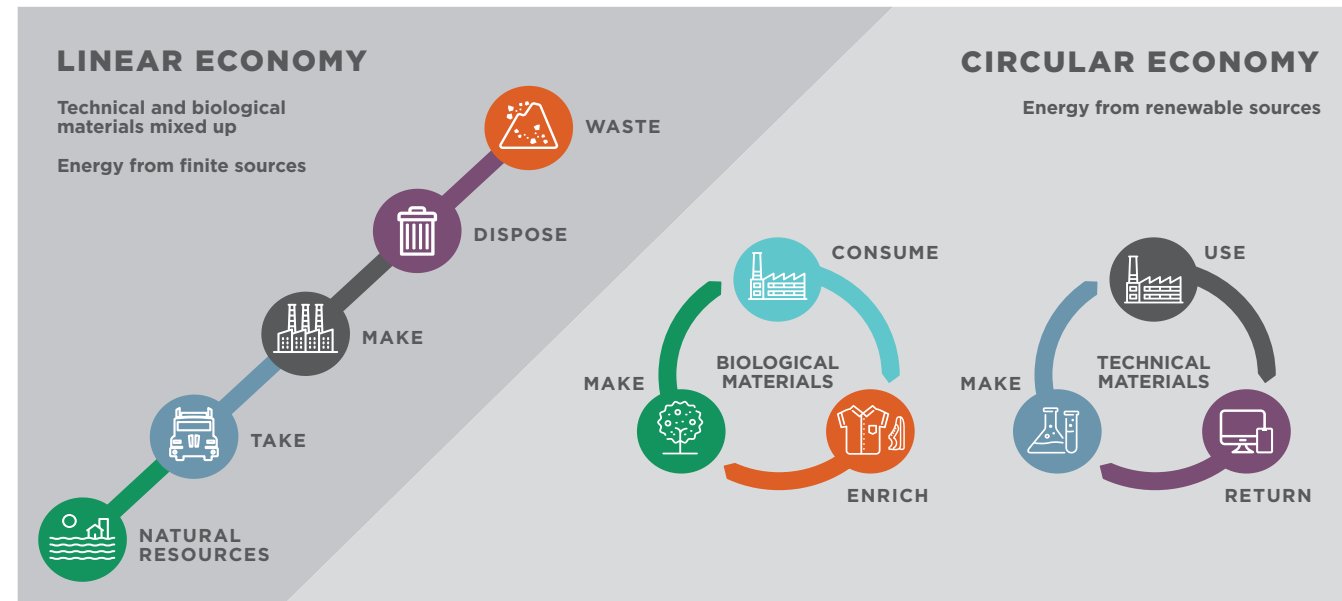 LINEAR ECONOMY
Technical and biological
materials mixed up
Energy from finite sources
WASTE
DISPOSE
MAKE
TAKE
NATURAL
RESOURCES
CIRCULAR ECONOMY
Energy from renewable sources
CONSUME
BIOLOGICAL
MATERIALS
MAKE
ENRICH
USE
TECHNICAL
MATERIALS
MAKE
RETURN